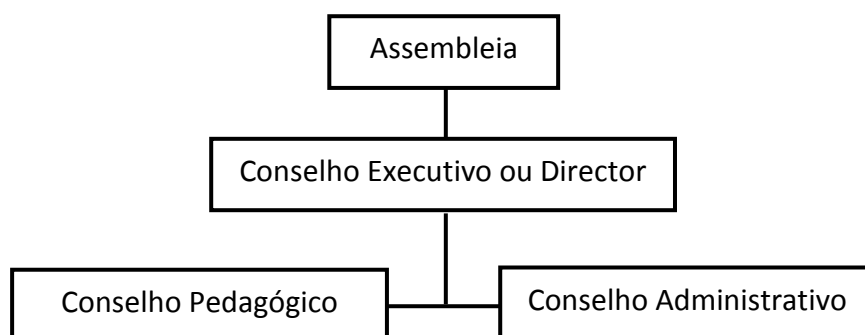 Assembleia
Conselho Executivo ou Director
Conselho Pedagógico
Conselho Administrativo